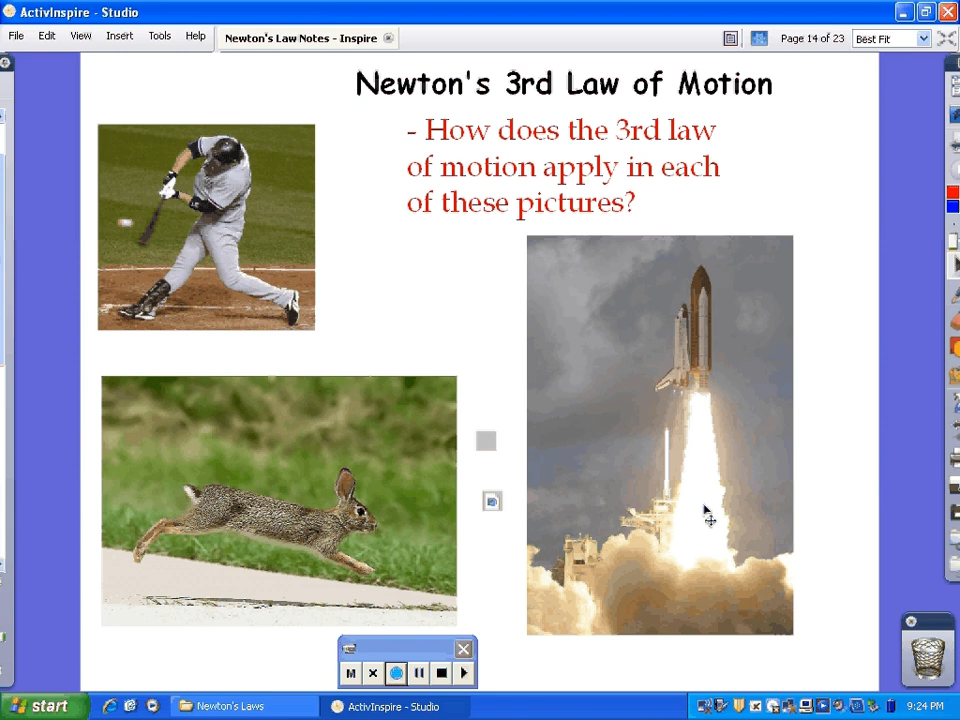 ActivInspire - Studio
File Edit View Insert Tools Help
Newton's Law Notes - Inspire
Page 14 of 23
Best Fit
Newton's 3rd Law of Motion
- How does the 3rd law
of motion apply in each
of these pictures?
M
start
Newton's Laws
ActivInspire - Studio
9:24 PM